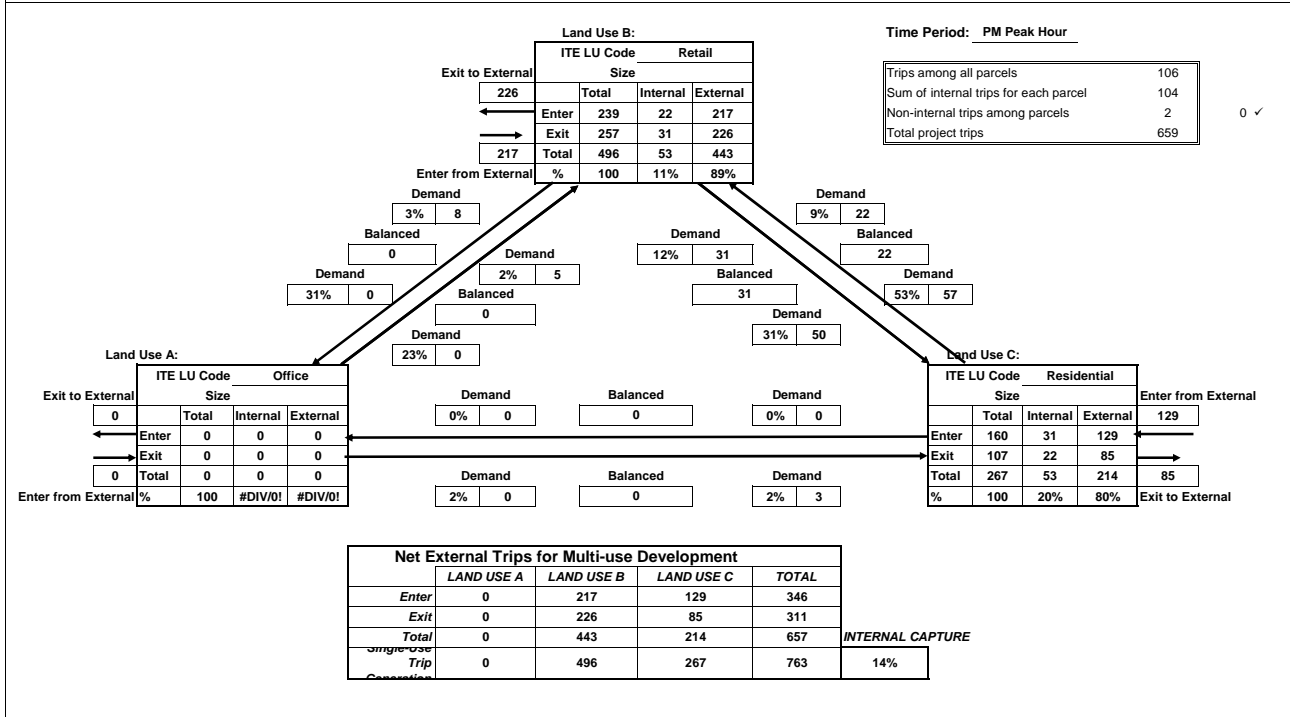 Land Use B:
Time Period: PM Peak Hour
ITE LU Code Retail
Exit to External Size
226 Total Internal External
Enter 239 22 217
Exit 257 31 226
217 Total 496 53 443
Enter from External % 100 11% 89%
Trips among all parcels 106
Sum of internal trips for each parcel 104
Non-internal trips among parcels 2 0 ✓
Total project trips 659
Demand Demand
3% 8 9% 22
Balanced Demand Balanced
0 12% 31 22
Demand Demand Balanced Demand
31% 0 2% 5 31 53% 57
Balanced
0
Demand Demand
23% 0 31% 50
Land Use A: Land Use C:
ITE LU Code Office
Exit to External Size
0 Total Internal External
Enter 0 0 0
Exit 0 0 0
0 Total 0 0 0
Enter from External % 100 #DIV/0! #DIV/0!
Demand Balanced Demand
0% 0 0 0% 0
Demand Balanced Demand
2% 0 0 2% 3
ITE LU Code Residential
Size Enter from External
Total Internal External 129
Enter 160 31 129
Exit 107 22 85
Total 267 53 214 85
% 100 20% 80% Exit to External
Net External Trips for Multi-use Development
LAND USE A LAND USE B LAND USE C TOTAL
Enter 0 217 129 346
Exit 0 226 85 311
Total 0 443 214 657 INTERNAL CAPTURE
Single-Use
Trip 0 496 267 763 14%
Generation